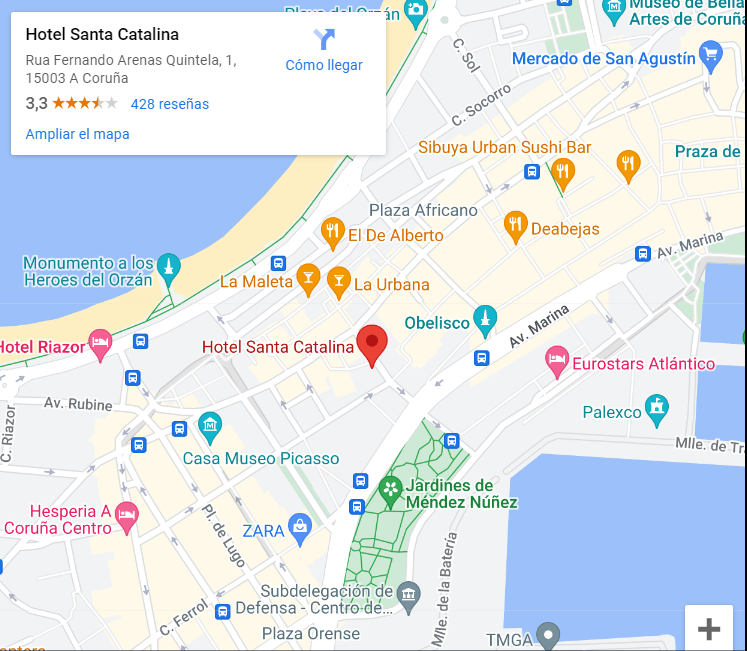 Playa del Orzán
Museo de Bella
Artes de Coruña
Hotel Santa Catalina
Rua Fernando Arenas Quintela, 1,
15003 A Coruña
3,3
428 reseñas
Cómo llegar
Ampliar el mapa
C. Sol
Mercado de San Agustín
C. Socorro
Sibuya Urban Sushi Bar
Praza de
Plaza Africano
El De Alberto
Deabejas
Av. Marina
Monumento a los
Heroes del Orzán
La Maleta
La Urbana
Obelisco
Av. Marina
Hotel Riazor
Hotel Santa Catalina
Eurostars Atlántico
Av. Rubine
C. Riazor
Palexco
Casa Museo Picasso
Mlle. de Tr
Jardines de
Méndez Núñez
Hesperia A
Coruña Centro
Pl. de Lugo
ZARA
Mlle. de la Batería
Subdelegación de
Defensa - Centro de...
C. Ferrol
Plaza Orense
TMGA